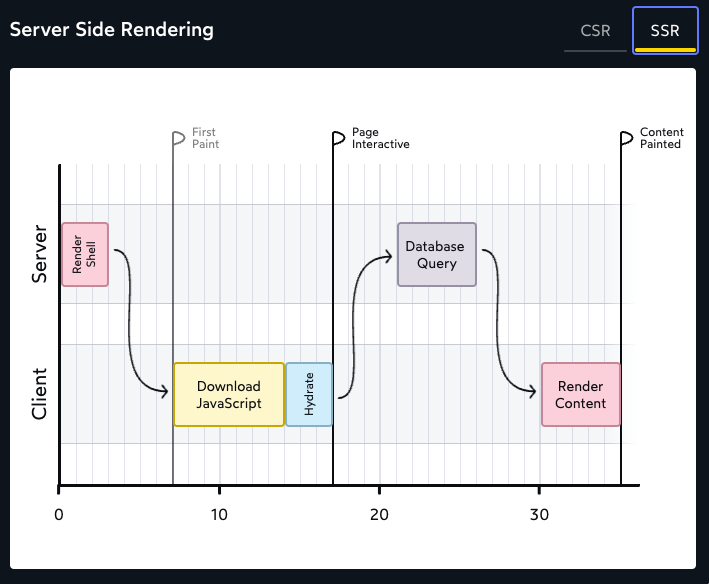 Server Side Rendering
CSR
SSR
First
Paint
Page
Interactive
Content
Painted
Server
Render
Shell
Database
Query
Client
Download
JavaScript
Hydrate
Render
Content
0
10
20
30